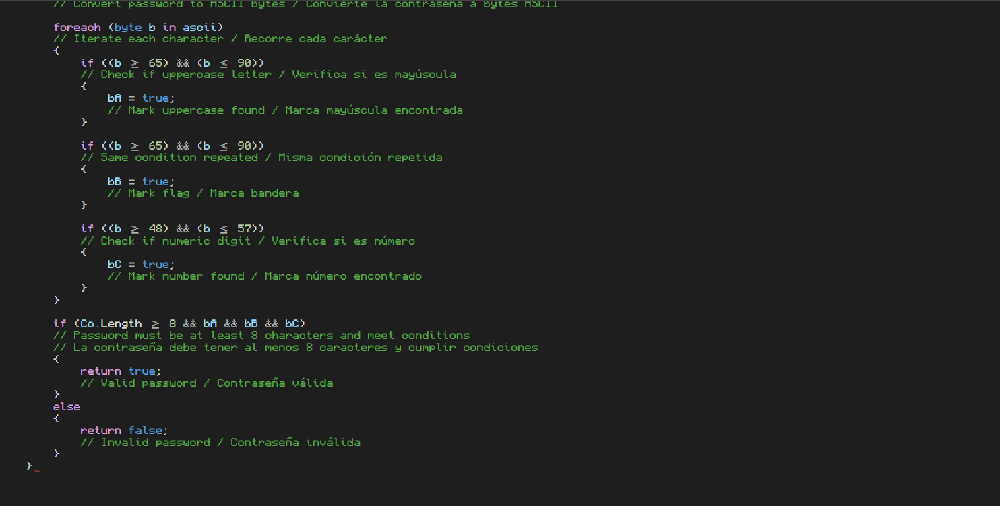 // Convert password to ASCII bytes / Convierte la contraseña a bytes ASCII
foreach (byte b in ascii)
// Iterate each character / Recorre cada carácter
{
if ((b ≥ 65) && (b ≤ 90))
// Check if uppercase letter / Verifica si es mayúscula
{
bA = true;
// Mark uppercase found / Marca mayúscula encontrada
}
if ((b ≥ 65) && (b ≤ 90))
// Same condition repeated / Misma condición repetida
{
bB = true;
// Mark flag / Marca bandera
}
if ((b ≥ 48) && (b ≤ 57))
// Check if numeric digit / Verifica si es número
{
bC = true;
// Mark number found / Marca número encontrado
}
}
if (Co.Length ≥ 8 && bA && bB && bC)
// Password must be at least 8 characters and meet conditions
// La contraseña debe tener al menos 8 caracteres y cumplir condiciones
{
return true;
// Valid password / Contraseña válida
}
else
{
return false;
// Invalid password / Contraseña inválida
}
}